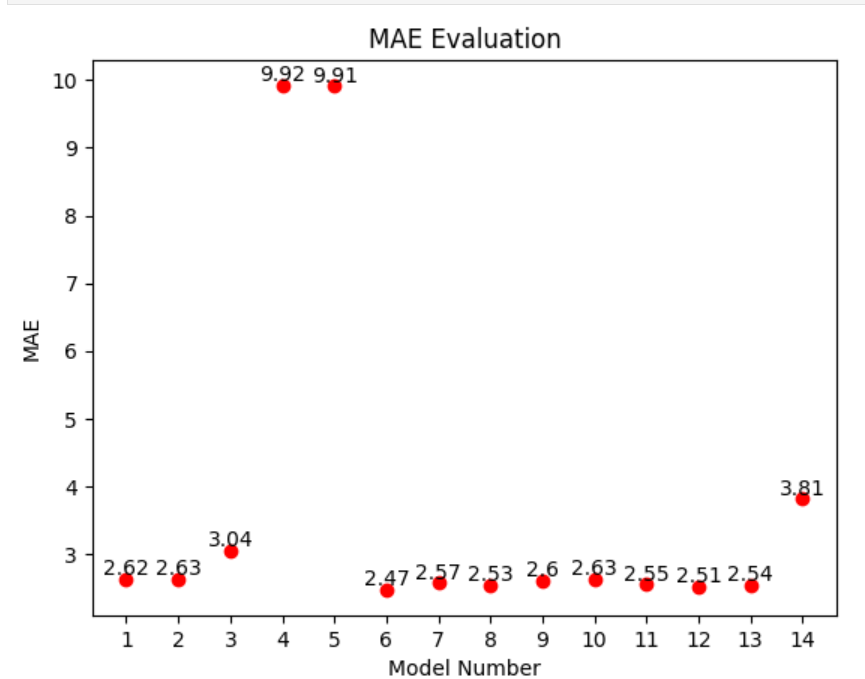 MAE Evaluation
10
9
8
7
6
5
4
3
MAE
9.92 9.91
3.81
3.04
2.62 2.63
2.47 2.57 2.53 2.6 2.63 2.55 2.51 2.54
1 2 3 4 5 6 7 8 9 10 11 12 13 14
Model Number